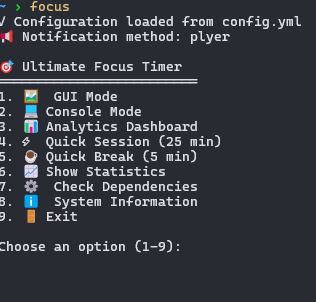 ~ > focus
√ Configuration loaded from config.yml
📢 Notification method: plyer
🎯 Ultimate Focus Timer
═══════════════════════════
1. 🖼️ GUI Mode
2. 💻 Console Mode
3. 📊 Analytics Dashboard
4. ⚡ Quick Session (25 min)
5. ☕ Quick Break (5 min)
6. 📈 Show Statistics
7. ⚙️ Check Dependencies
8. ℹ️ System Information
9. 🚪 Exit
Choose an option (1-9):